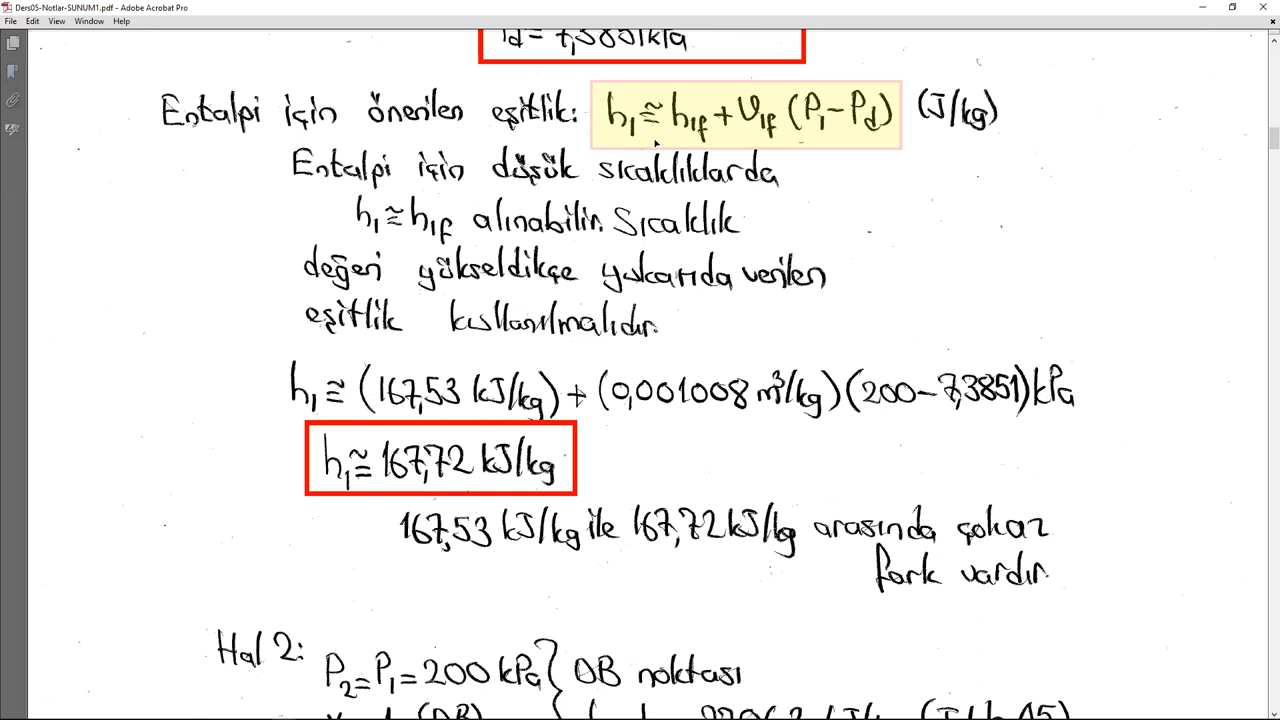 Ders05-Notlar-SUNUM1.pdf - Adobe Acrobat Pro
File Edit View Window Help
Pd= 7,3851kPa
Entalpi için önerilen eşitlik: h₁≅h₁f+υ₁f (P₁-Pd) (J/kg)
Entalpi için düşük sıcaklıklarda
h₁≅h₁f alınabilir. Sıcaklık
değeri yükseldikçe yukarıda verilen
eşitlik kullanılmalıdır.
h₁≅(167,53 kJ/kg)+(0,001008 m³/kg)(200-7,3851)kPa
h₁≅167,72 kJ/kg
167,53 kJ/kg ile 167,72 kJ/kg arasında çok az
fark vardır.
Hal 2:
P₂=P₁=200 kPa } DB noktası
(DB)